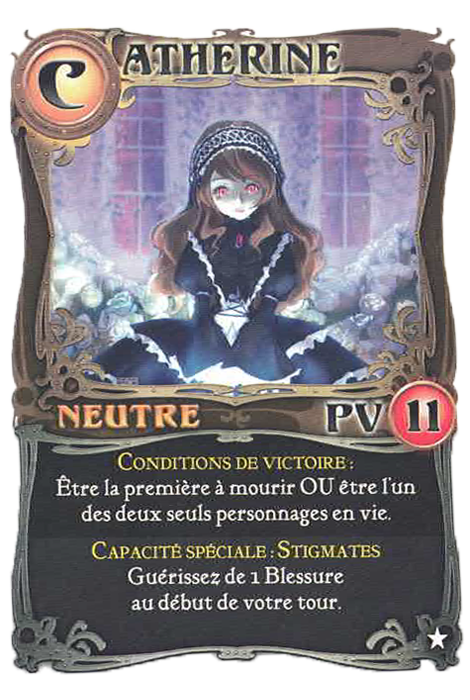 CATHERINE
NEUTRE PV 11
CONDITIONS DE VICTOIRE :
Être la première à mourir OU être l'un
des deux seuls personnages en vie.
CAPACITÉ SPÉCIALE : STIGMATES
Guérissez de 1 Blessure
au début de votre tour.